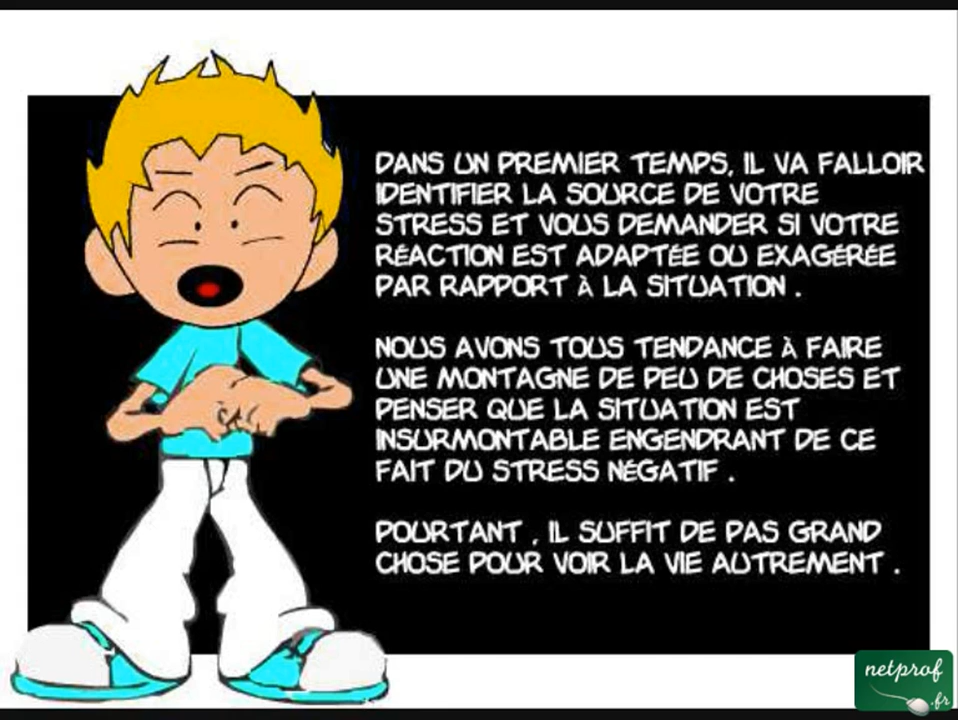 DANS UN PREMIER TEMPS, IL VA FALLOIR
IDENTIFIER LA SOURCE DE VOTRE
STRESS ET VOUS DEMANDER SI VOTRE
RÉACTION EST ADAPTÉE OU EXAGÉRÉE
PAR RAPPORT À LA SITUATION .
NOUS AVONS TOUS TENDANCE À FAIRE
UNE MONTAGNE DE PEU DE CHOSES ET
PENSER QUE LA SITUATION EST
INSURMONTABLE ENGENDRANT DE CE
FAIT DU STRESS NÉGATIF .
POURTANT , IL SUFFIT DE PAS GRAND
CHOSE POUR VOIR LA VIE AUTREMENT .
netprof
.fr